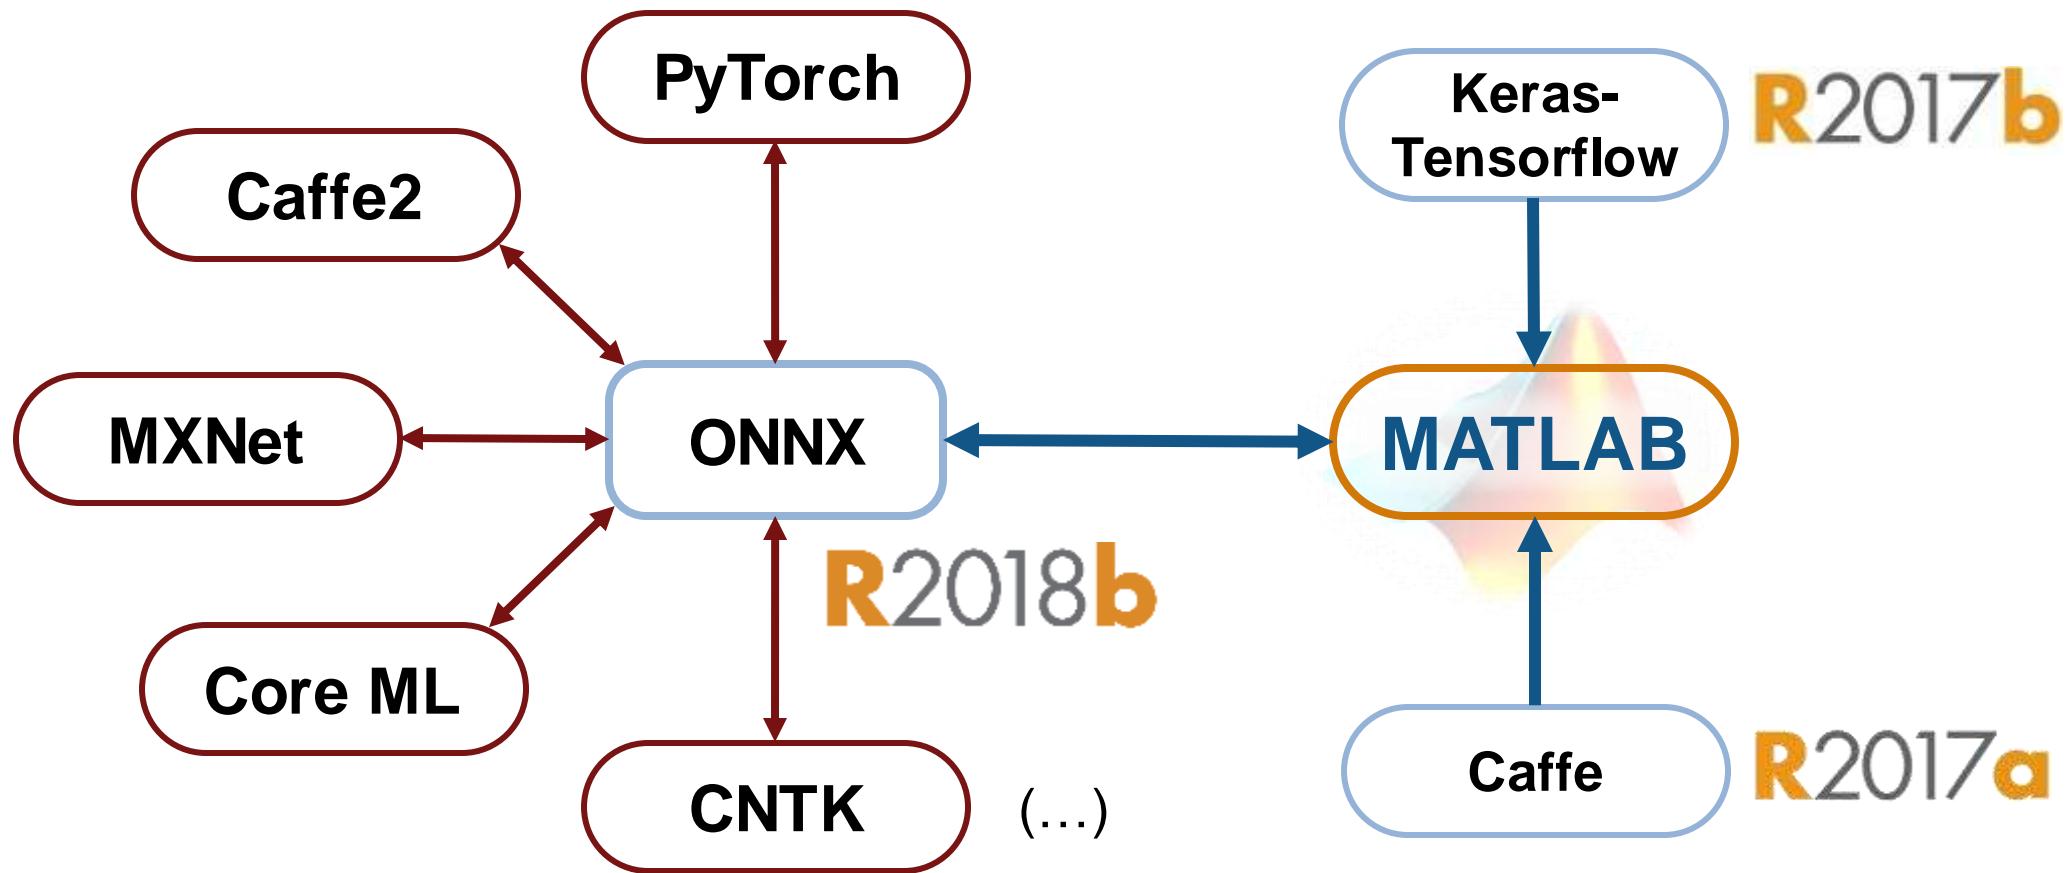 PyTorch
Keras-
Tensorflow
R2017b
Caffe2
MXNet
ONNX
MATLAB
R2018b
Core ML
CNTK
(...)
Caffe
R2017a